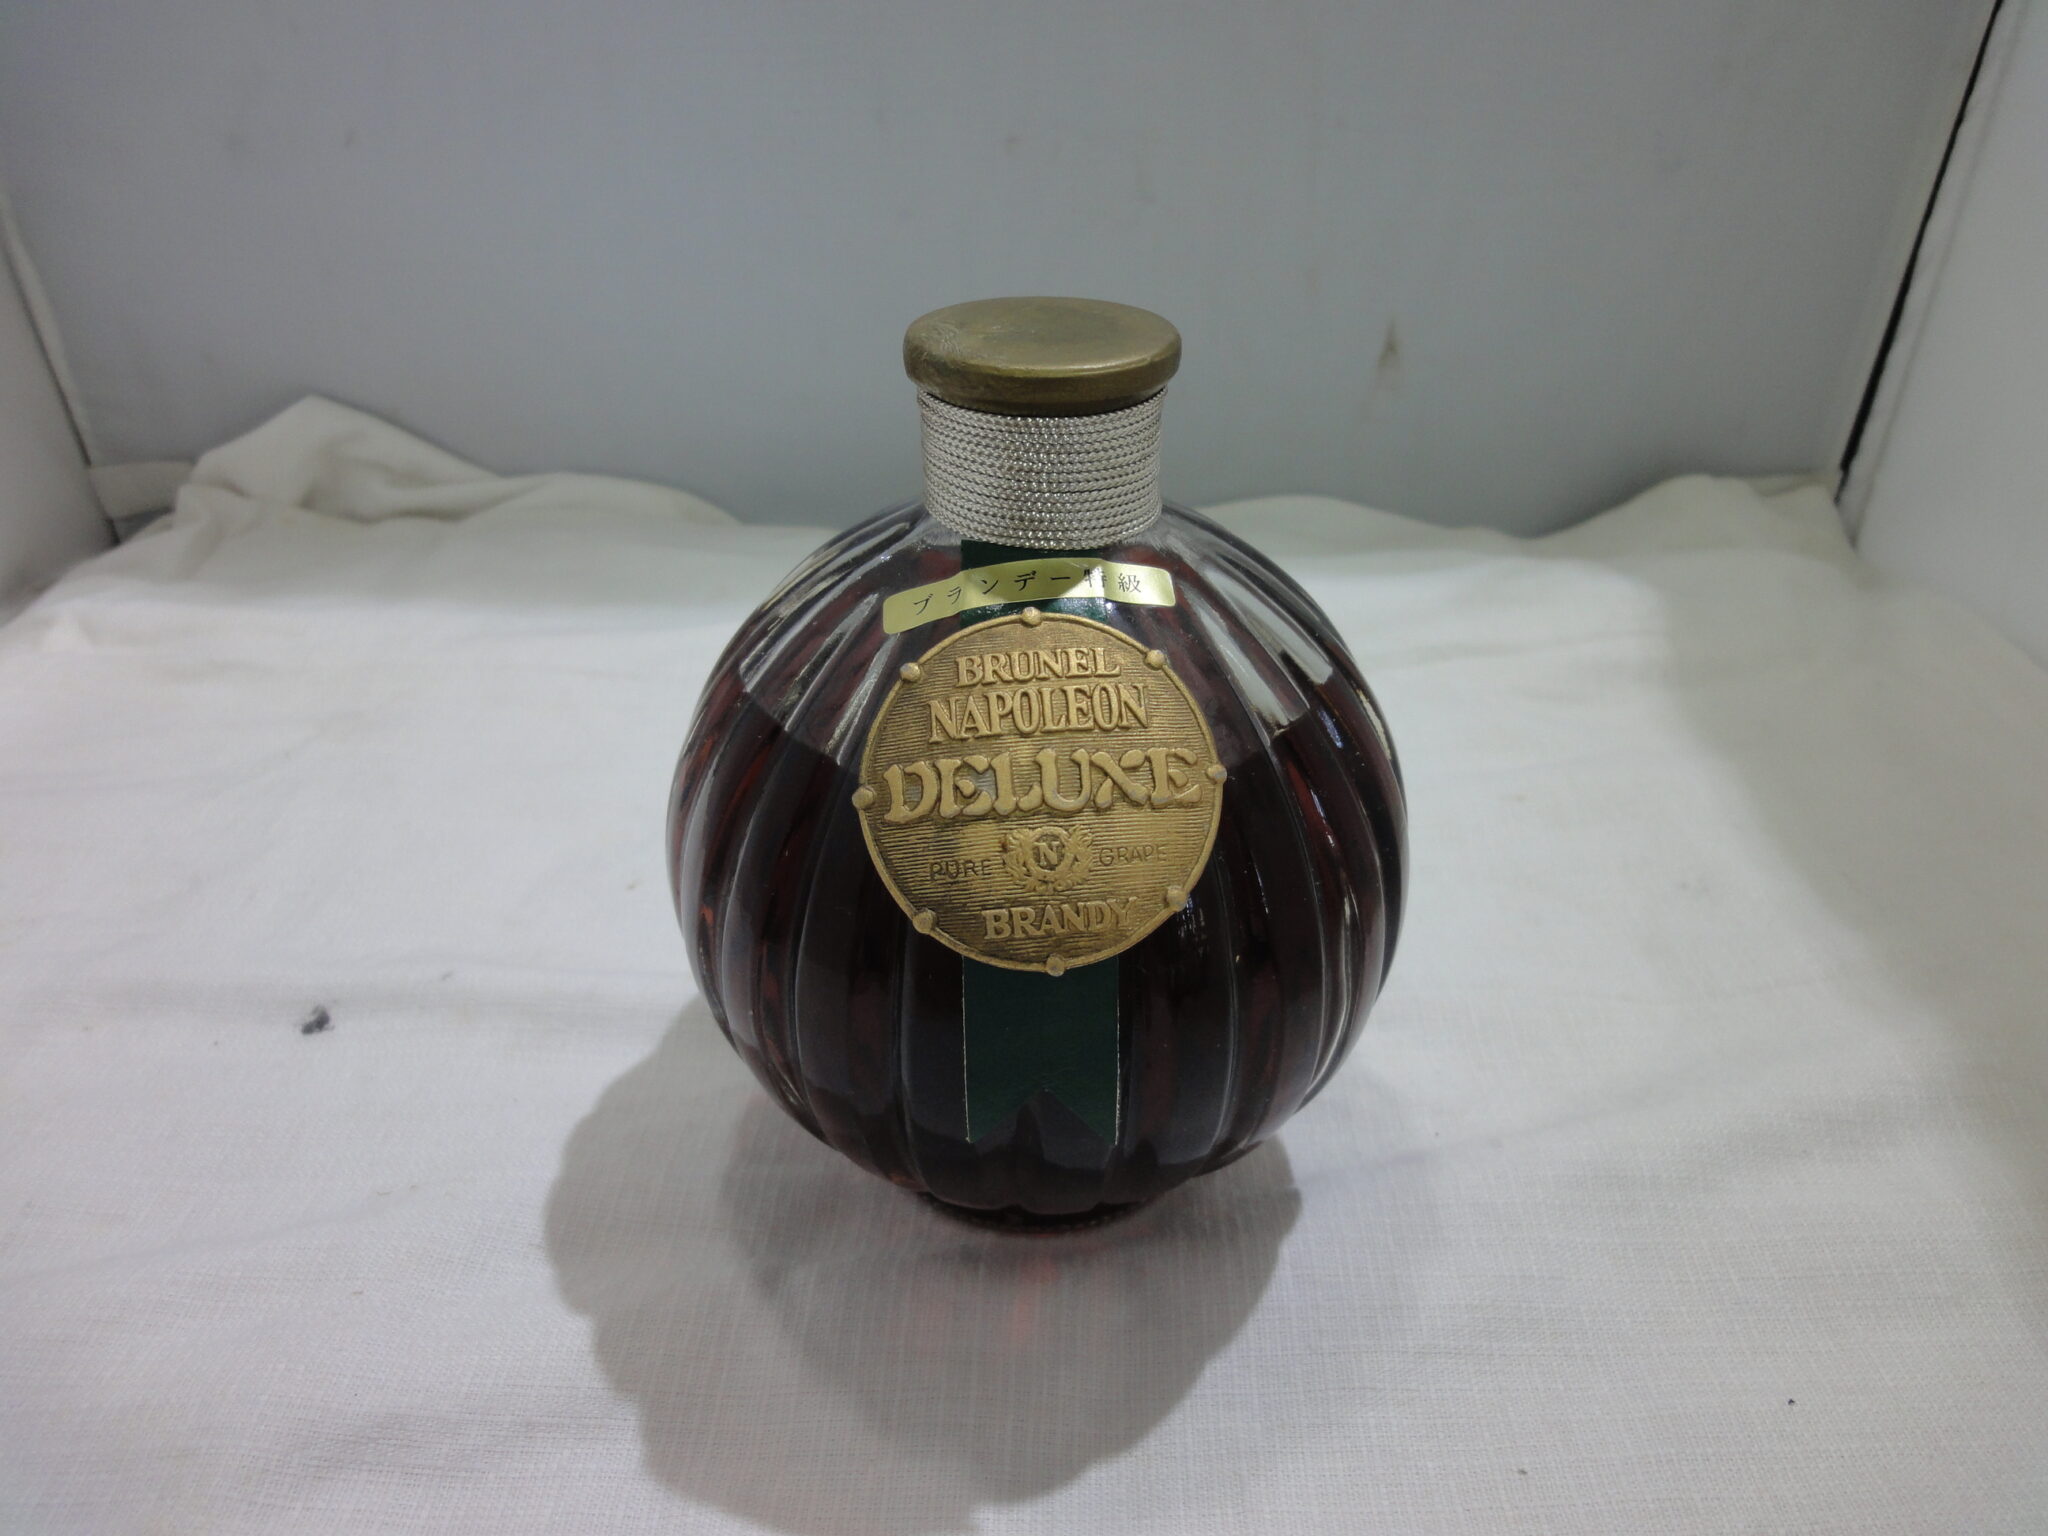 ブランデー特級
BRUNEL
NAPOLEON
DELUXE
PURE N GRAPE
BRANDY